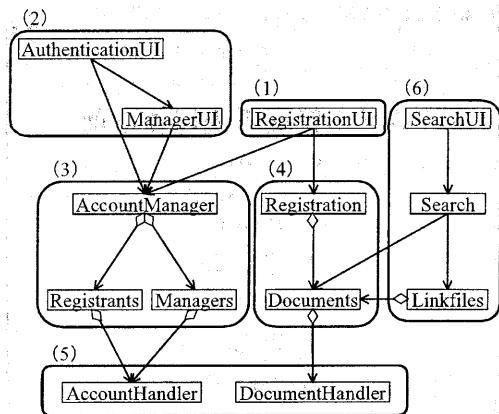 (2)
AuthenticationUI
(1)
(6)
ManagerUI
RegistrationUI
SearchUI
(3)
(4)
AccountManager
Registration
Search
Registrants
Managers
Documents
Linkfiles
(5)
AccountHandler
DocumentHandler